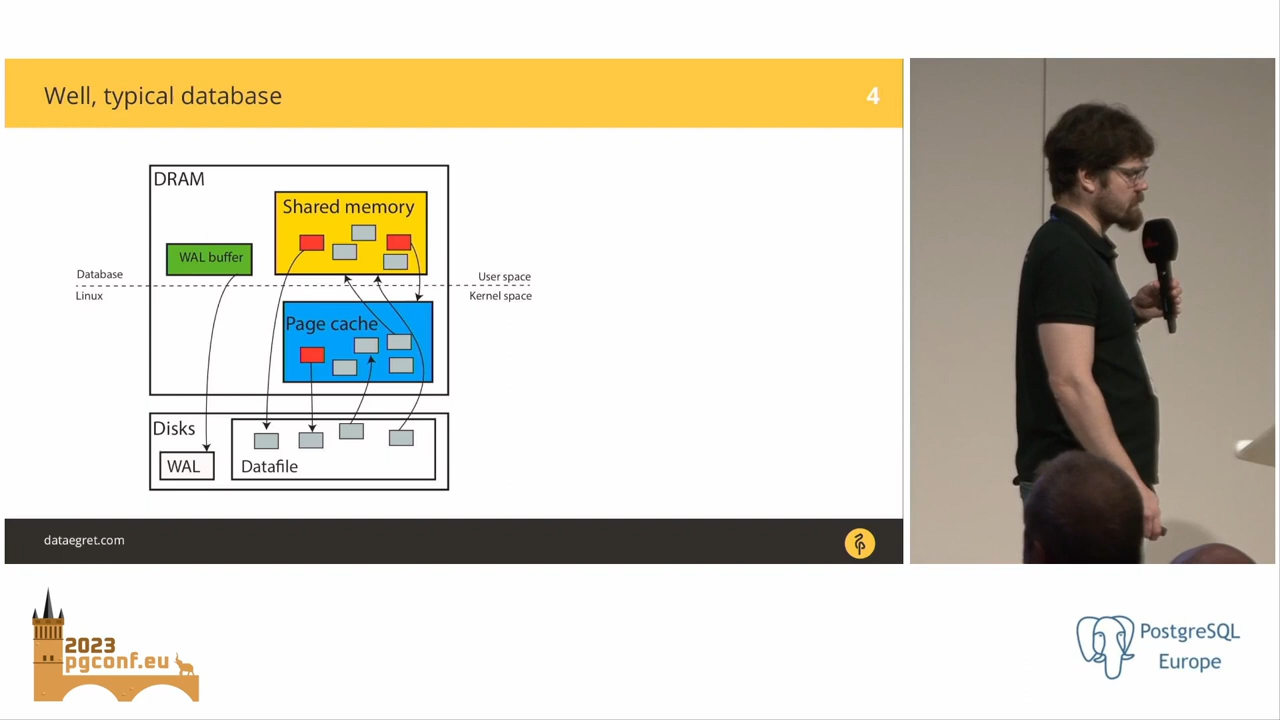 Well, typical database
4
DRAM
Shared memory
WAL buffer
Database
User space
Linux
Kernel space
Page cache
Disks
WAL
Datafile
dataegret.com
2023
pgconf.eu
PostgreSQL
Europe